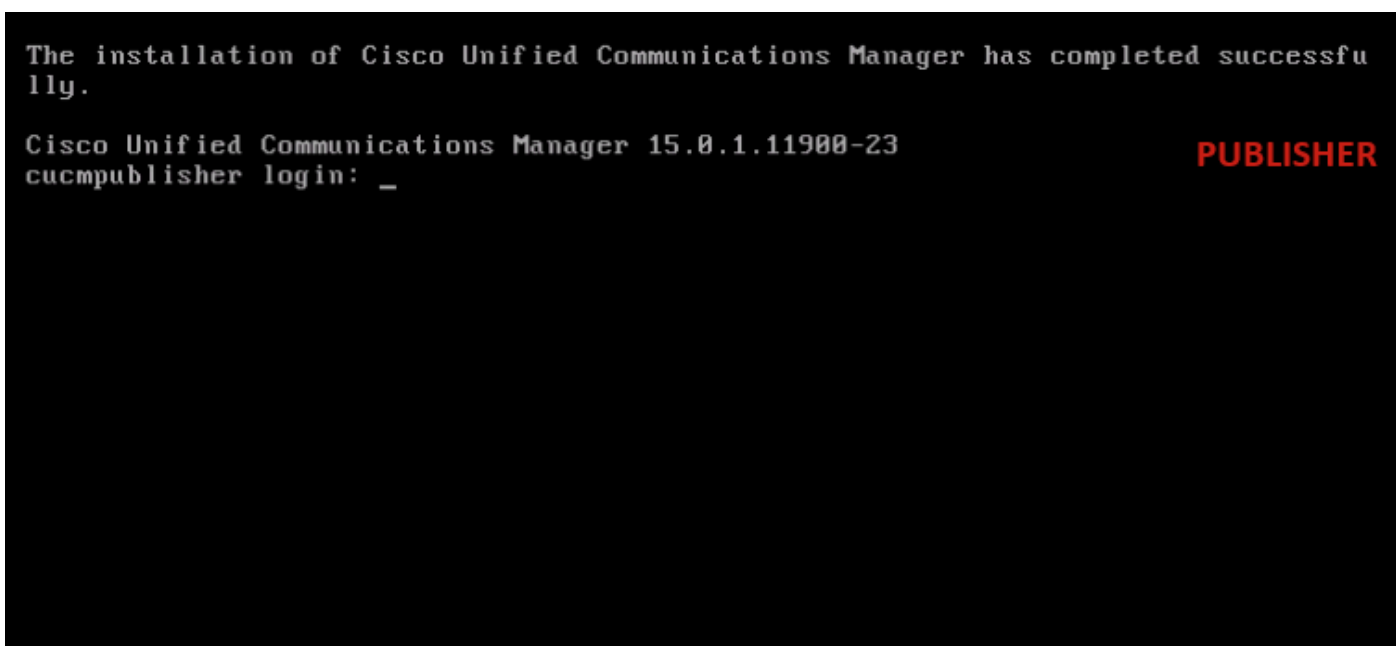 The installation of Cisco Unified Communications Manager has completed successfu
lly.
Cisco Unified Communications Manager 15.0.1.11900-23
PUBLISHER
cucmpublisher login: _